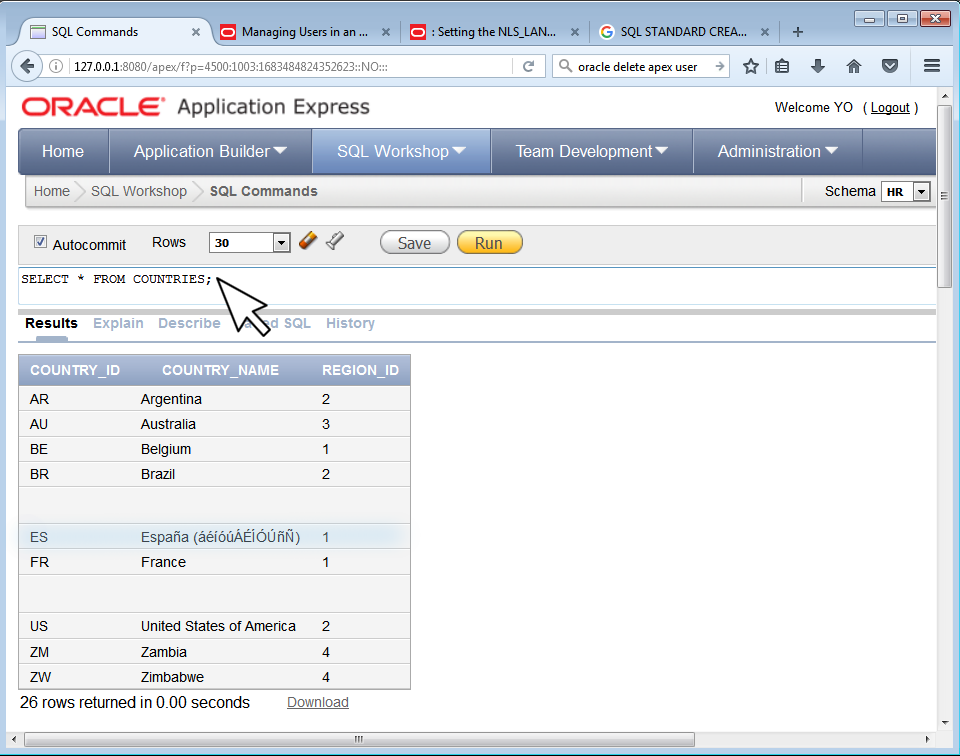 SQL Commands
Managing Users in an ...
: Setting the NLS_LAN...
SQL STANDARD CREA...
127.0.0.1:8080/apex/f?p=4500:1003:1683484824352623::NO:::
oracle delete apex user
ORACLE Application Express
Welcome YO ( Logout )
Home Application Builder SQL Workshop Team Development Administration
Home SQL Workshop SQL Commands Schema HR
Autocommit Rows 30 Save Run
SELECT * FROM COUNTRIES;
Results Explain Describe SQL History
COUNTRY_ID COUNTRY_NAME REGION_ID
AR Argentina 2
AU Australia 3
BE Belgium 1
BR Brazil 2
ES España (áéíóúÁÉÍÓÚñÑ) 1
FR France 1
US United States of America 2
ZM Zambia 4
ZW Zimbabwe 4
26 rows returned in 0.00 seconds Download